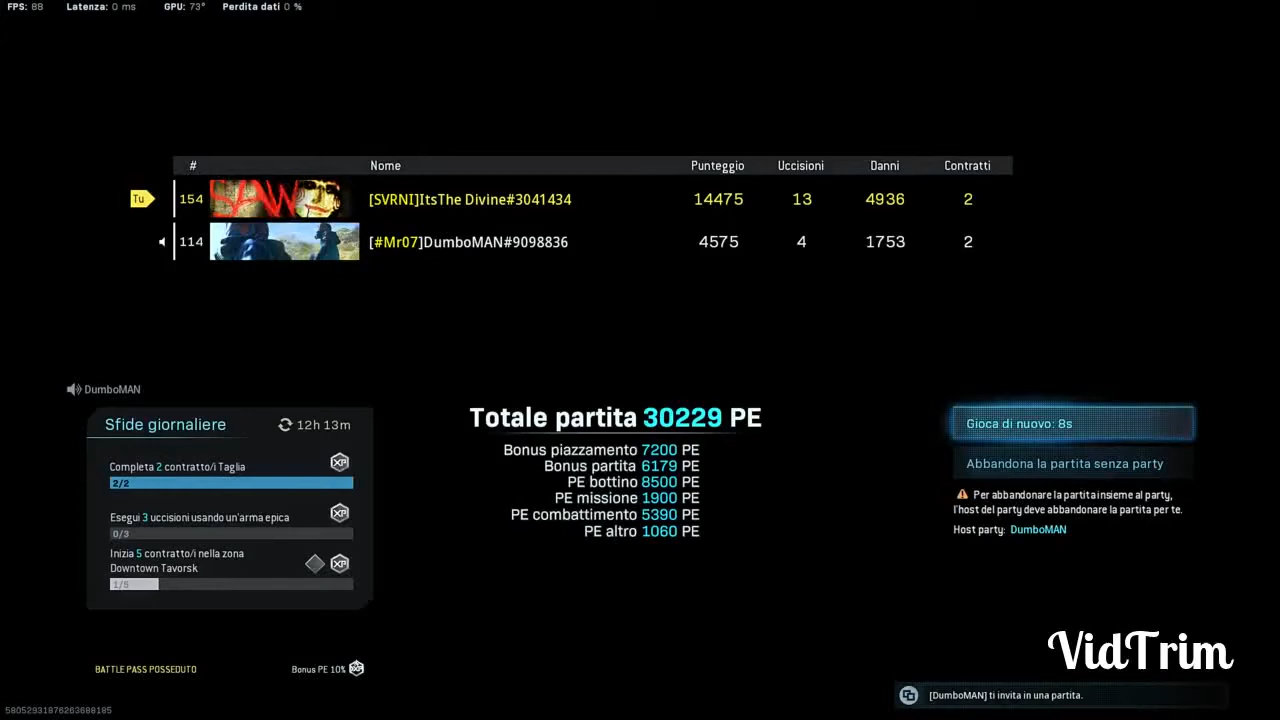 FPS: 88 Latenza: 0 ms GPU: 73° Perdita dati 0 %
# Nome Punteggio Uccisioni Danni Contratti
Tu 154 SAW [SVRNI]ItsThe Divine#3041434 14475 13 4936 2
114 [#Mr07]DumboMAN#9098836 4575 4 1753 2
DumboMAN
Sfide giornaliere 12h 13m
Completa 2 contratto/i Taglia XP
2/2
Esegui 3 uccisioni usando un'arma epica XP
0/3
Inizia 5 contratto/i nella zona
Downtown Tavorsk XP
1/5
BATTLE PASS POSSEDUTO Bonus PE 10%
Totale partita 30229 PE
Bonus piazzamento 7200 PE
Bonus partita 6179 PE
PE bottino 8500 PE
PE missione 1900 PE
PE combattimento 5390 PE
PE altro 1060 PE
Gioca di nuovo: 8s
Abbandona la partita senza party
Per abbandonare la partita insieme al party,
l'host del party deve abbandonare la partita per te.
Host party: DumboMAN
VidTrim
[DumboMAN] ti invita in una partita.